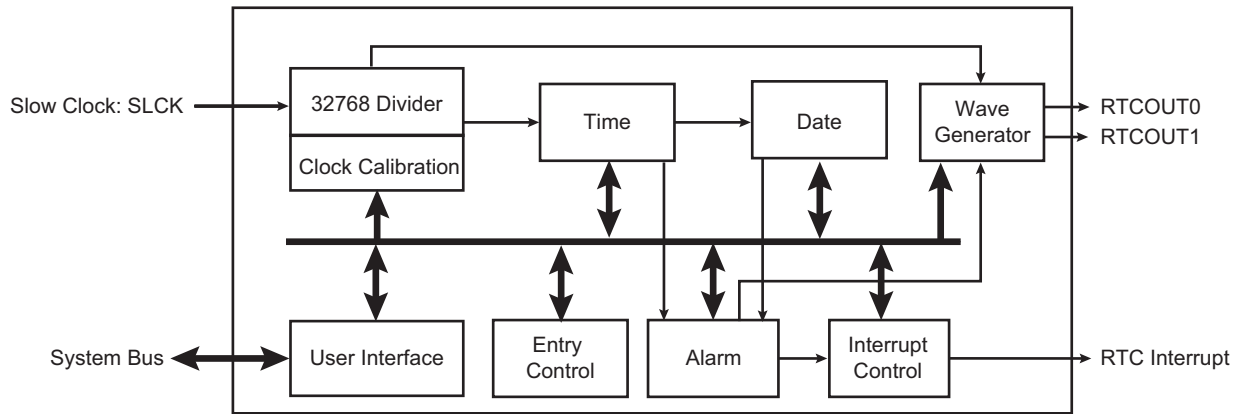 Slow Clock: SLCK
32768 Divider
Clock Calibration
Time
Date
Wave
Generator
RTCOUT0
RTCOUT1
System Bus
User Interface
Entry
Control
Alarm
Interrupt
Control
RTC Interrupt